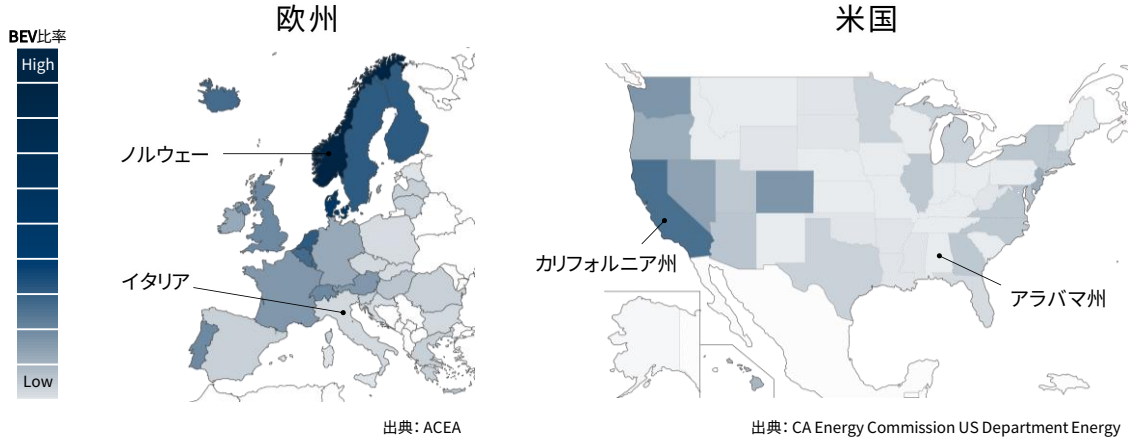 欧州
米国
BEV比率
High
Low
ノルウェー
イタリア
カリフォルニア州
アラバマ州
出典：ACEA
出典：CA Energy Commission US Department Energy